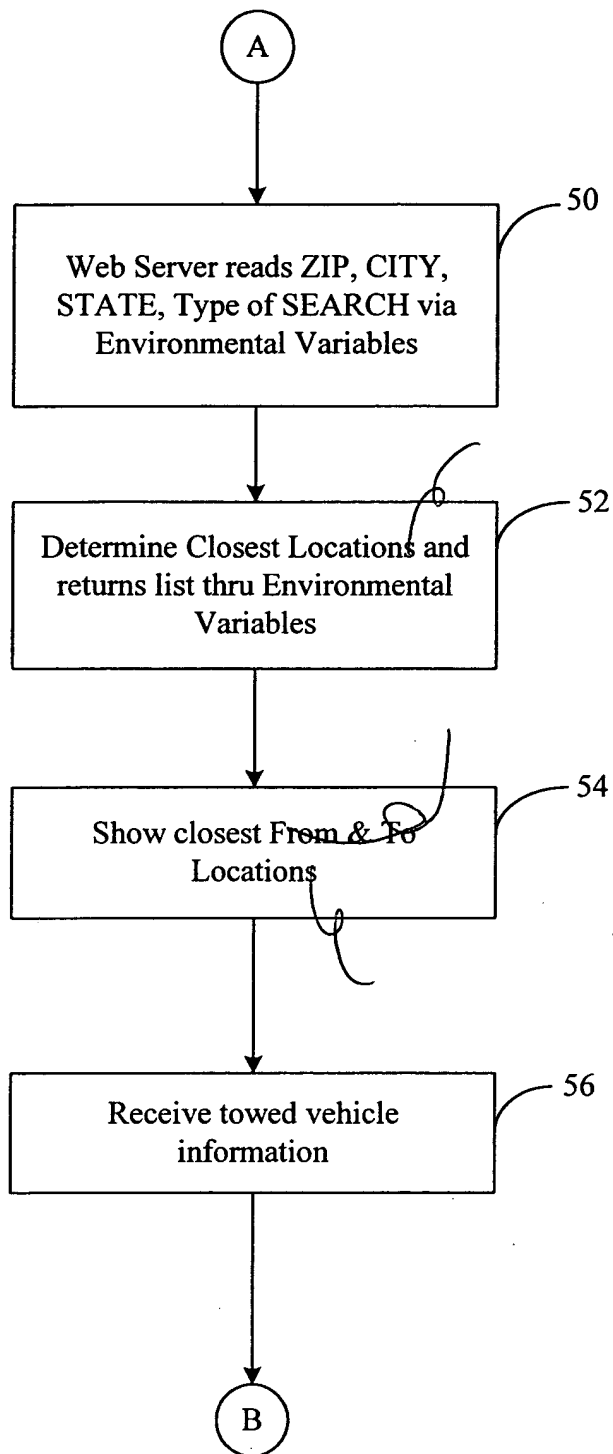 A
50
Web Server reads ZIP, CITY,
STATE, Type of SEARCH via
Environmental Variables
52
Determine Closest Locations and
returns list thru Environmental
Variables
54
Show closest From & To
Locations
56
Receive towed vehicle
information
B